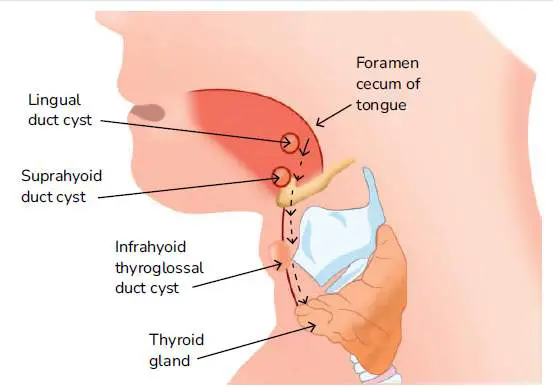 Foramen
cecum of
tongue
Lingual
duct cyst
Suprahyoid
duct cyst
Infrahyoid
thyroglossal
duct cyst
Thyroid
gland